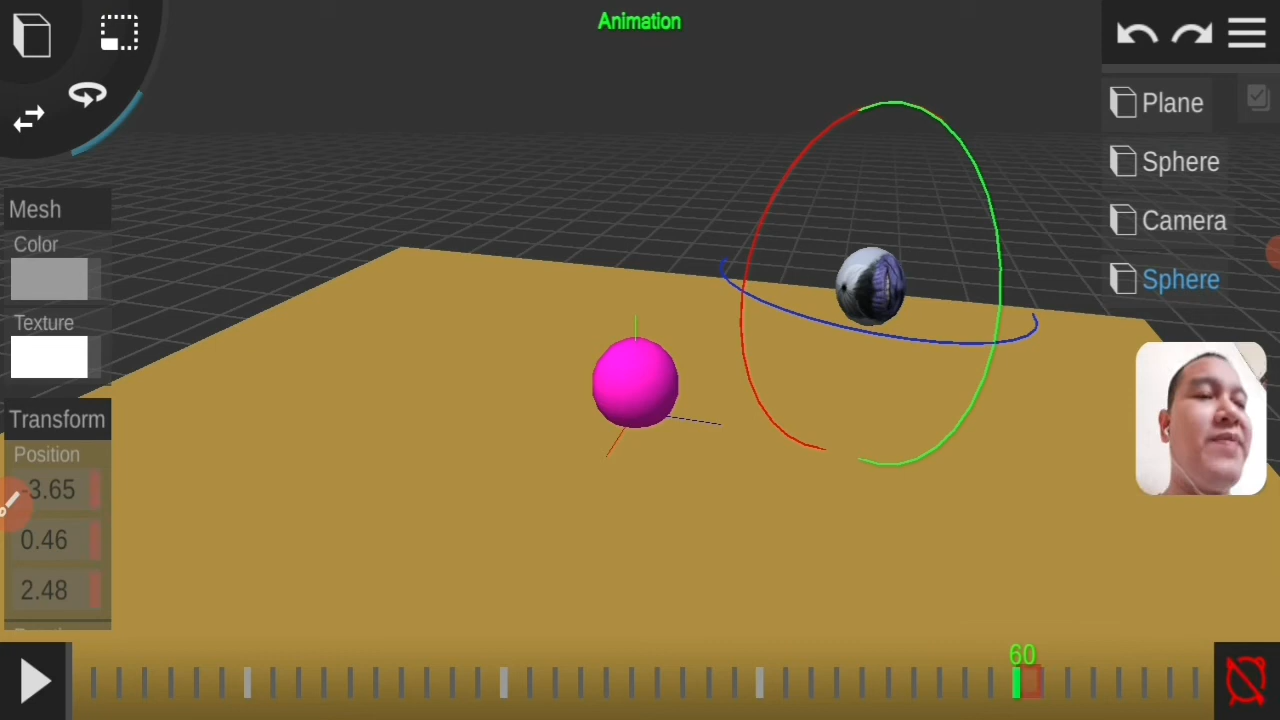 Animation
Plane
Sphere
Camera
Sphere
Mesh
Color
Texture
Transform
Position
-3.65
0.46
2.48
60